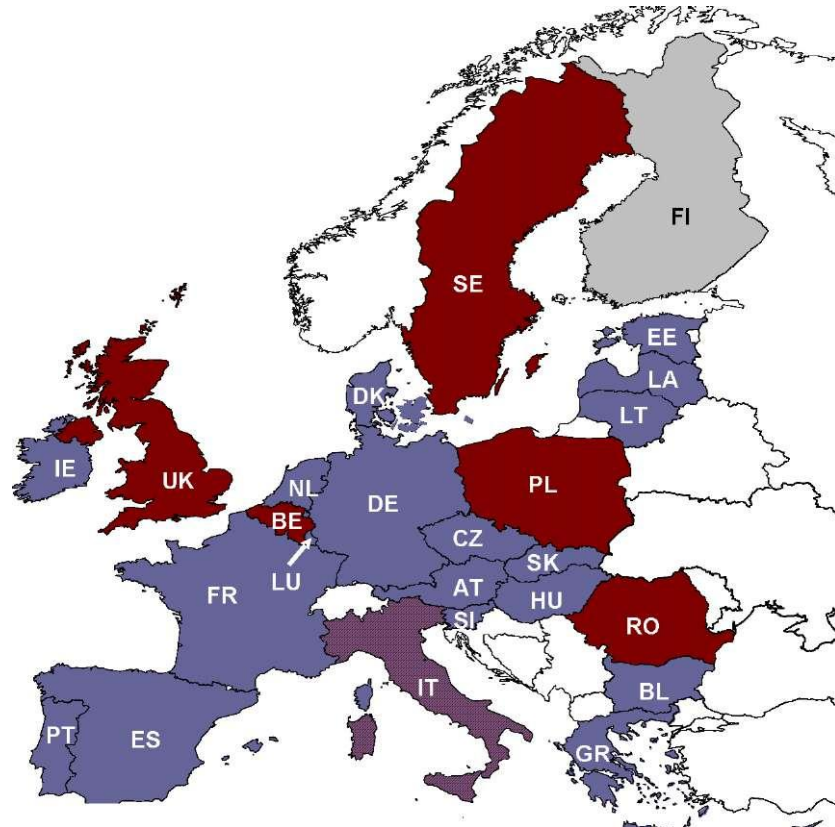 FI
SE
EE
LA
DK
LT
IE
UK
NL
PL
DE
BE
CZ
SK
LU
AT
FR
HU
SI
RO
IT
BL
PT
ES
GR